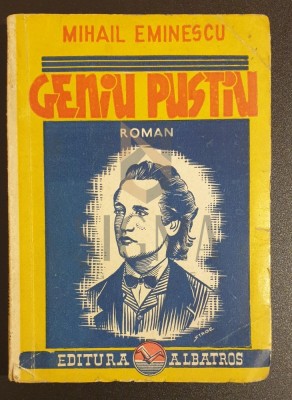 MIHAIL EMINESCU
GENIU PUSTIU
ROMAN
EDITURA ALBATROS